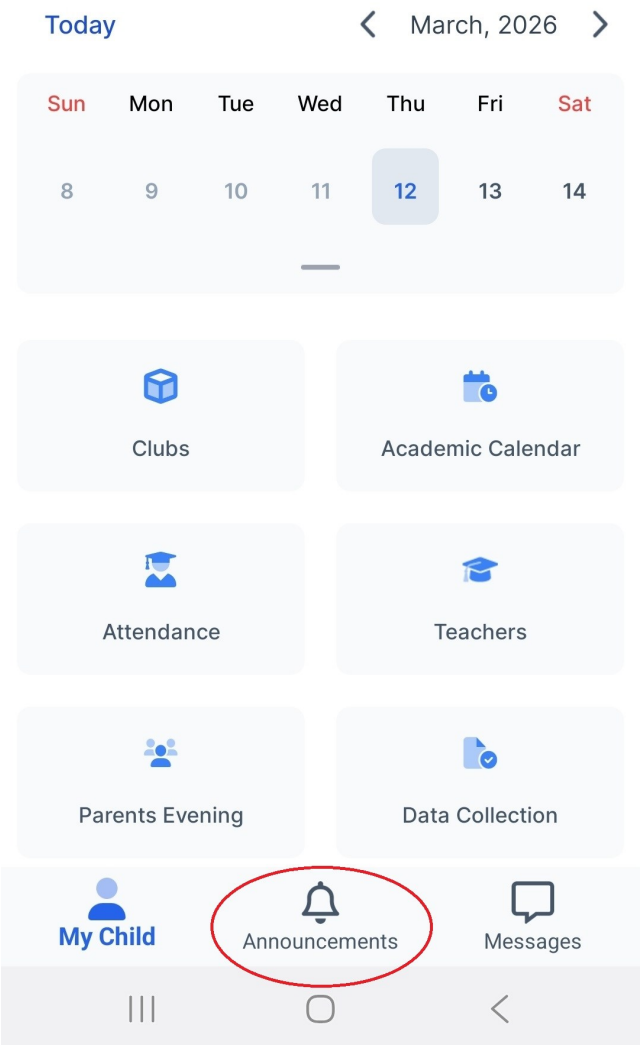 Today March, 2026
Sun Mon Tue Wed Thu Fri Sat
8 9 10 11 12 13 14
Clubs Academic Calendar
Attendance Teachers
Parents Evening Data Collection
My Child Announcements Messages